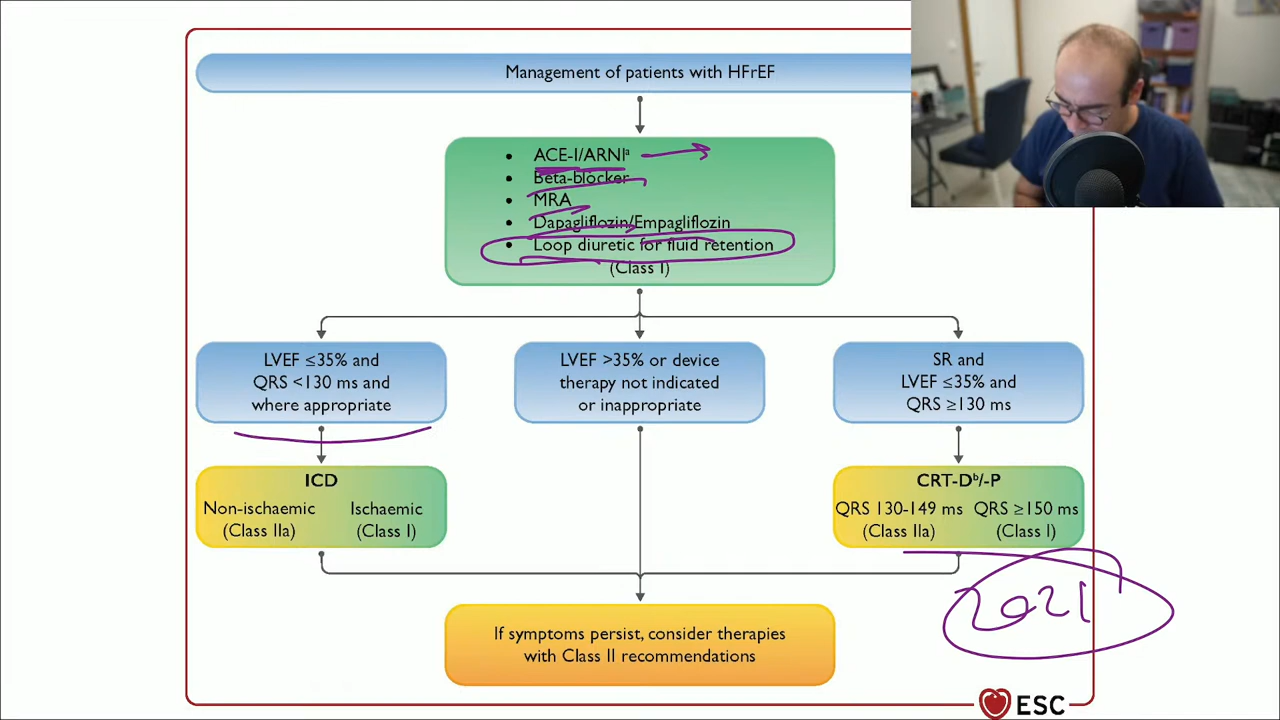 Management of patients with HFrEF
• ACE-I/ARNIᵃ
• Beta-blocker
• MRA
• Dapagliflozin/Empagliflozin
• Loop diuretic for fluid retention
(Class I)
LVEF ≤35% and
QRS <130 ms and
where appropriate
LVEF >35% or device
therapy not indicated
or inappropriate
SR and
LVEF ≤35% and
QRS ≥130 ms
ICD
Non-ischaemic
(Class IIa)
Ischaemic
(Class I)
CRT-Dᵇ/-P
QRS 130-149 ms
(Class IIa)
QRS ≥150 ms
(Class I)
2021
If symptoms persist, consider therapies
with Class II recommendations
ESC